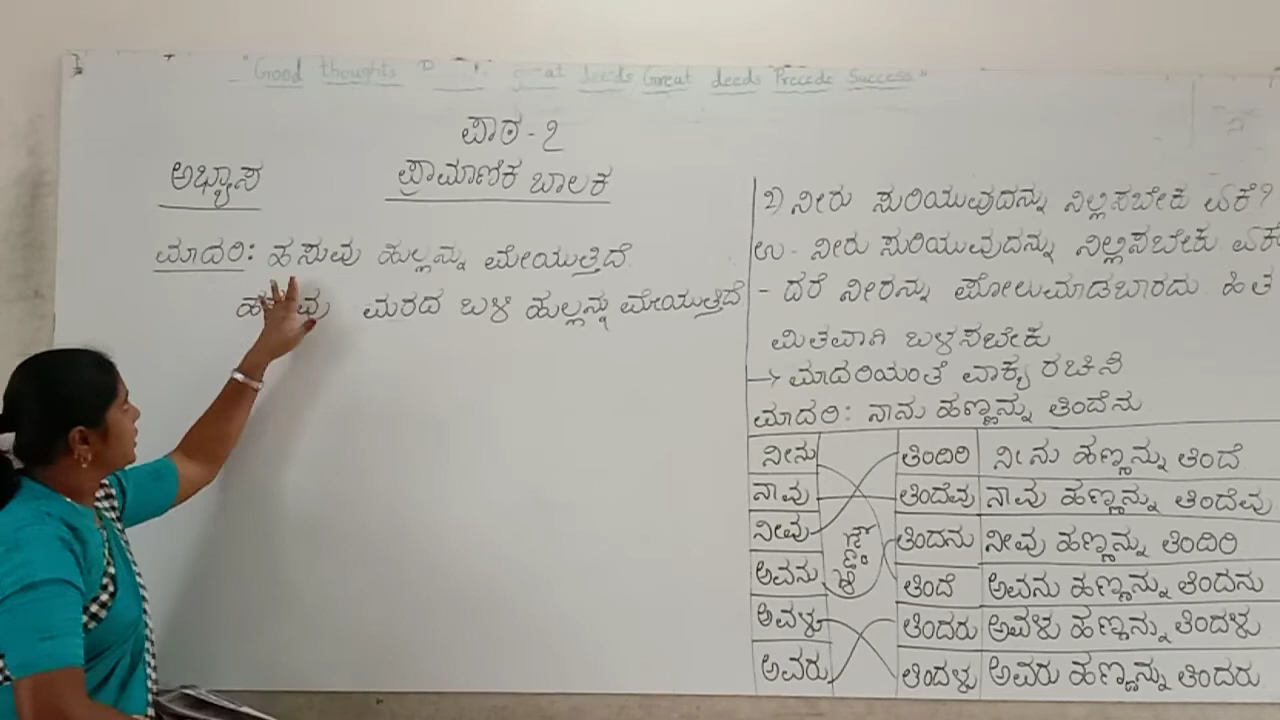 "Good thoughts great deeds Great deeds Precede Success"
ಪಾಠ - ೭
ಅಭ್ಯಾಸ ಪ್ರಾಮಾಣಿಕ ಬಾಲಕ
ಮಾದರಿ: ಹಸುವು ಹುಲ್ಲನ್ನು ಮೇಯುತ್ತಿದೆ.
ಮರದ ಬಳಿ ಹುಲ್ಲನ್ನು ಮೇಯುತ್ತಿದೆ
೨) ನೀರು ಸುರಿಯುವುದನ್ನು ನಿಲ್ಲಿಸಬೇಕು ಏಕೆ?
ಉ - ನೀರು ಸುರಿಯುವುದನ್ನು ನಿಲ್ಲಿಸಬೇಕು ಏಕೆ
- ದರೆ ನೀರನ್ನು ಪೋಲುಮಾಡಬಾರದು. ಹಿತ
ಮಿತವಾಗಿ ಬಳಸಬೇಕು
→ ಮಾದರಿಯಂತೆ ವಾಕ್ಯ ರಚಿಸಿ
ಮಾದರಿ: ನಾನು ಹಣ್ಣನ್ನು ತಿಂದೆನು
ನೀನು ತಿಂದಿರಿ ನೀನು ಹಣ್ಣನ್ನು ತಿಂದೆ
ನಾವು ತಿಂದೆವು ನಾವು ಹಣ್ಣನ್ನು ತಿಂದೆವು
ನೀವು ತಿಂದನು ನೀವು ಹಣ್ಣನ್ನು ತಿಂದಿರಿ
ಅವನು ತಿಂದೆ ಅವನು ಹಣ್ಣನ್ನು ತಿಂದನು
ಅವಳು ತಿಂದರು ಅವಳು ಹಣ್ಣನ್ನು ತಿಂದಳು
ಅವರು ತಿಂದಳು ಅವರು ಹಣ್ಣನ್ನು ತಿಂದರು